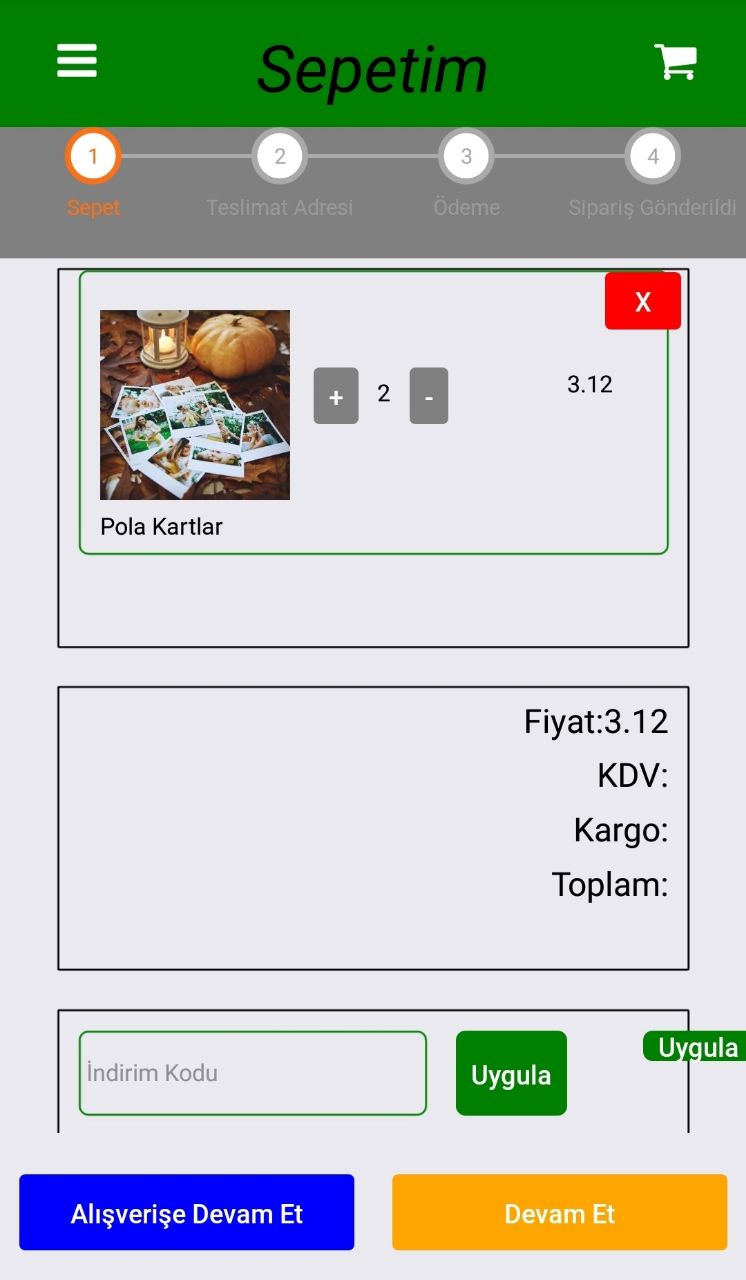 Sepetim
1 2 3 4
Sepet Teslimat Adresi Ödeme Sipariş Gönderildi
X
+ 2 - 3.12
Pola Kartlar
Fiyat:3.12
KDV:
Kargo:
Toplam:
İndirim Kodu Uygula Uygula
Alışverişe Devam Et Devam Et